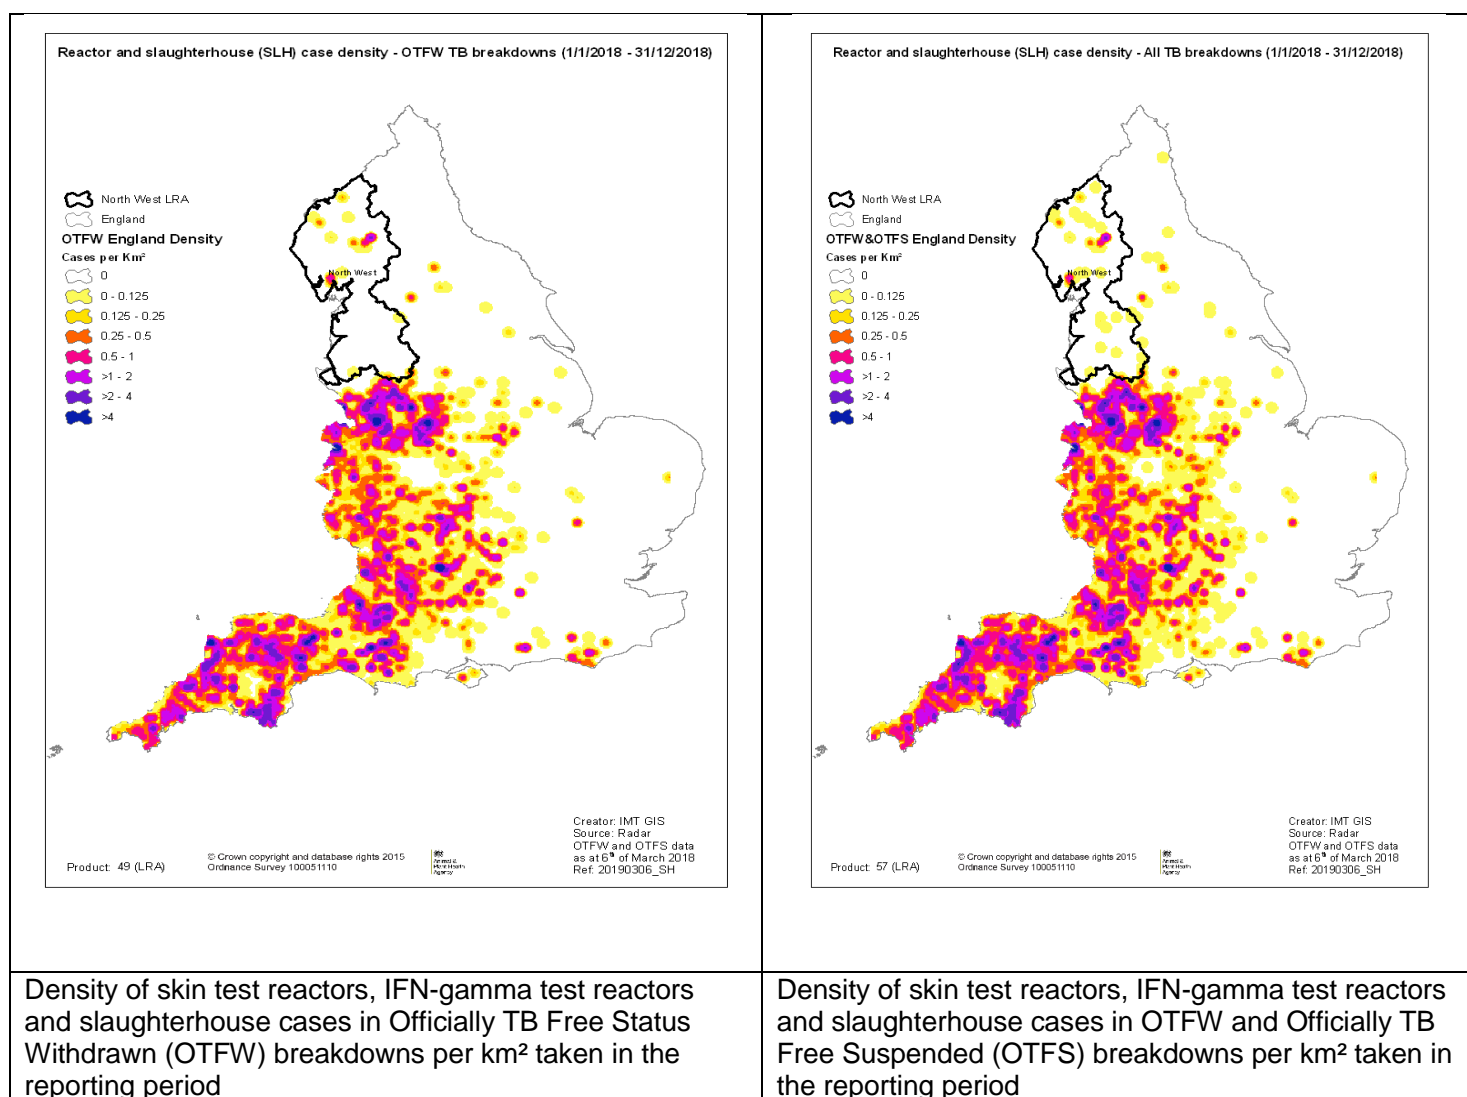 Reactor and slaughterhouse (SLH) case density - OTFW TB breakdowns (1/1/2018 - 31/12/2018)
North West LRA
England
OTFW England Density
Cases per Km²
0
0 - 0.125
0.125 - 0.25
0.25 - 0.5
0.5 - 1
>1 - 2
>2 - 4
>4
North West
Creator: IMT GIS
Source: Radar
OTFW and OTFS data
as at 6th of March 2018
Ref: 20190306_SH
Product: 49 (LRA)
© Crown copyright and database rights 2015
Ordnance Survey 100051110
Animal &
Plant Health
Agency
Density of skin test reactors, IFN-gamma test reactors
and slaughterhouse cases in Officially TB Free Status
Withdrawn (OTFW) breakdowns per km² taken in the
reporting period
Reactor and slaughterhouse (SLH) case density - All TB breakdowns (1/1/2018 - 31/12/2018)
North West LRA
England
OTFW&OTFS England Density
Cases per Km²
0
0 - 0.125
0.125 - 0.25
0.25 - 0.5
0.5 - 1
>1 - 2
>2 - 4
>4
North West
Creator: IMT GIS
Source: Radar
OTFW and OTFS data
as at 6th of March 2018
Ref: 20190306_SH
Product: 57 (LRA)
© Crown copyright and database rights 2015
Ordnance Survey 100051110
Animal &
Plant Health
Agency
Density of skin test reactors, IFN-gamma test reactors
and slaughterhouse cases in OTFW and Officially TB
Free Suspended (OTFS) breakdowns per km² taken in
the reporting period